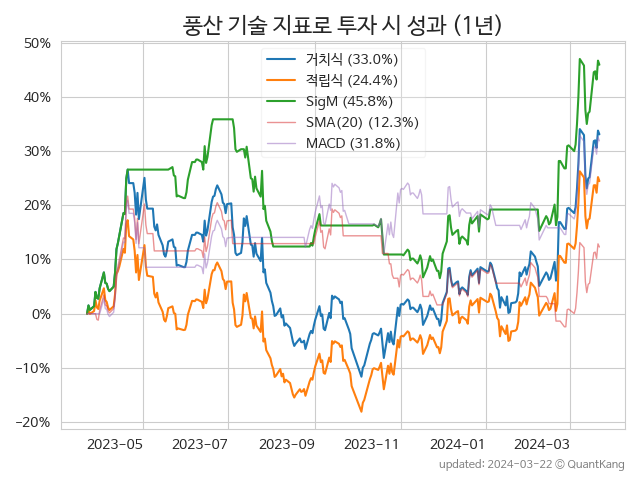 풍산 기술 지표로 투자 시 성과 (1년)
거치식 (33.0%)
적립식 (24.4%)
SigM (45.8%)
SMA(20) (12.3%)
MACD (31.8%)
50%
40%
30%
20%
10%
0%
−10%
−20%
2023−05
2023−07
2023−09
2023−11
2024−01
2024−03
updated: 2024-03-22 © QuantKang